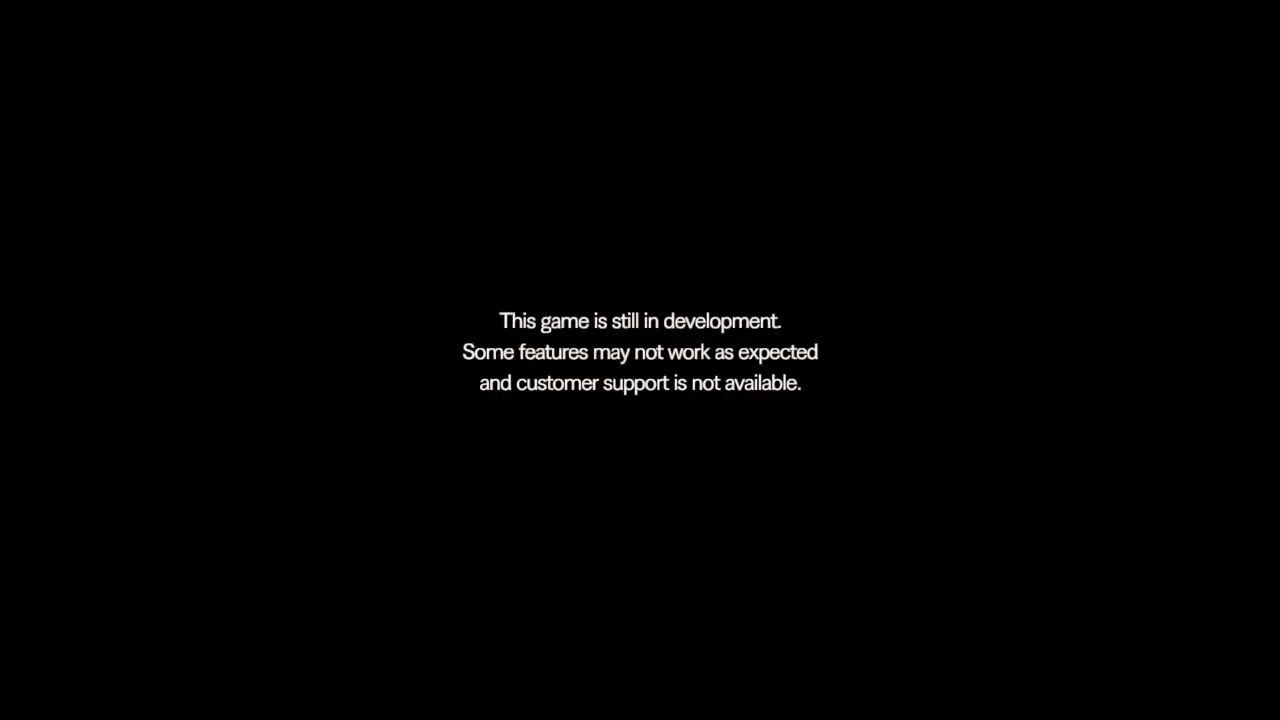 This game is still in development.
Some features may not work as expected
and customer support is not available.